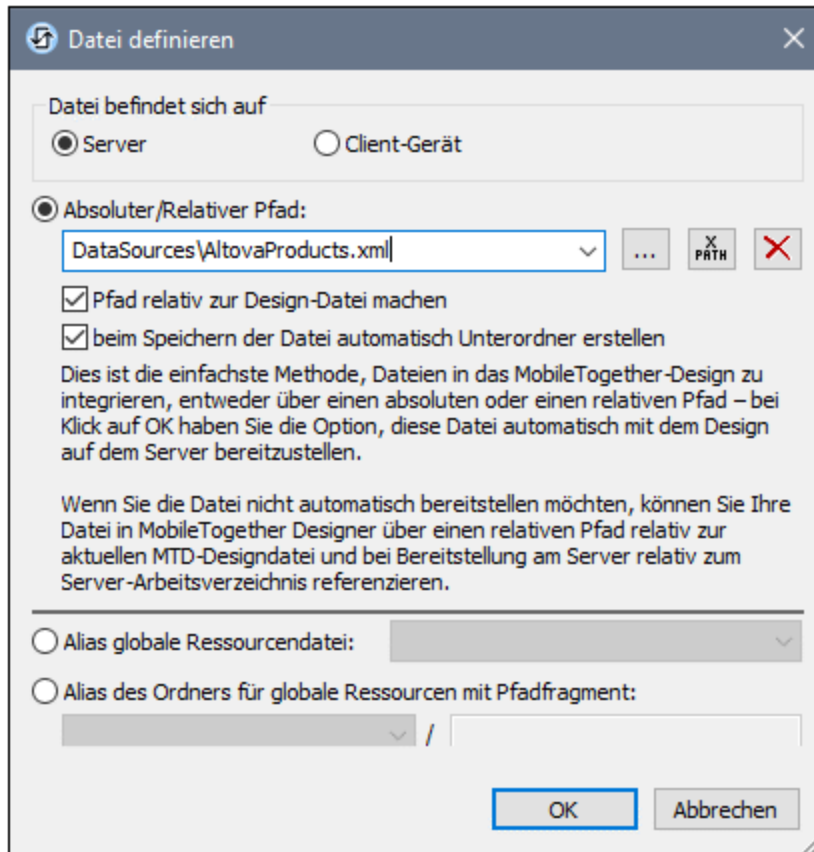 Datei definieren
Datei befindet sich auf
Server Client-Gerät
Absoluter/Relativer Pfad:
DataSources\AltovaProducts.xml ... X PATH
Pfad relativ zur Design-Datei machen
beim Speichern der Datei automatisch Unterordner erstellen
Dies ist die einfachste Methode, Dateien in das MobileTogether-Design zu
integrieren, entweder über einen absoluten oder einen relativen Pfad – bei
Klick auf OK haben Sie die Option, diese Datei automatisch mit dem Design
auf dem Server bereitzustellen.
Wenn Sie die Datei nicht automatisch bereitstellen möchten, können Sie Ihre
Datei in MobileTogether Designer über einen relativen Pfad relativ zur
aktuellen MTD-Designdatei und bei Bereitstellung am Server relativ zum
Server-Arbeitsverzeichnis referenzieren.
Alias globale Ressourcendatei:
Alias des Ordners für globale Ressourcen mit Pfadfragment:
/
OK Abbrechen